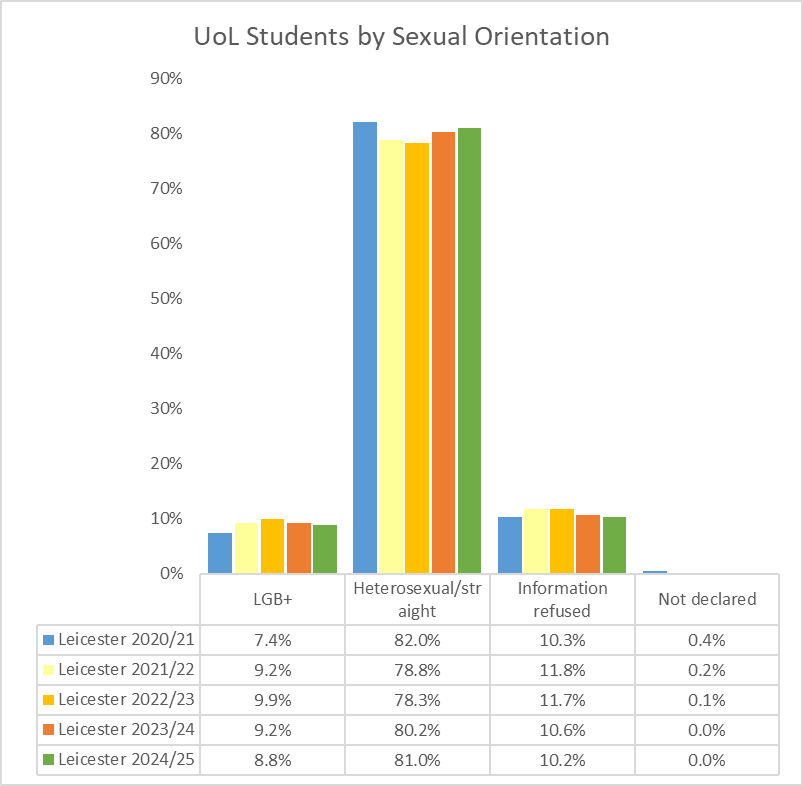 UoL Students by Sexual Orientation
90%
80%
70%
60%
50%
40%
30%
20%
10%
0%
LGB+ Heterosexual/str Information Not declared
aight refused
Leicester 2020/21 7.4% 82.0% 10.3% 0.4%
Leicester 2021/22 9.2% 78.8% 11.8% 0.2%
Leicester 2022/23 9.9% 78.3% 11.7% 0.1%
Leicester 2023/24 9.2% 80.2% 10.6% 0.0%
Leicester 2024/25 8.8% 81.0% 10.2% 0.0%